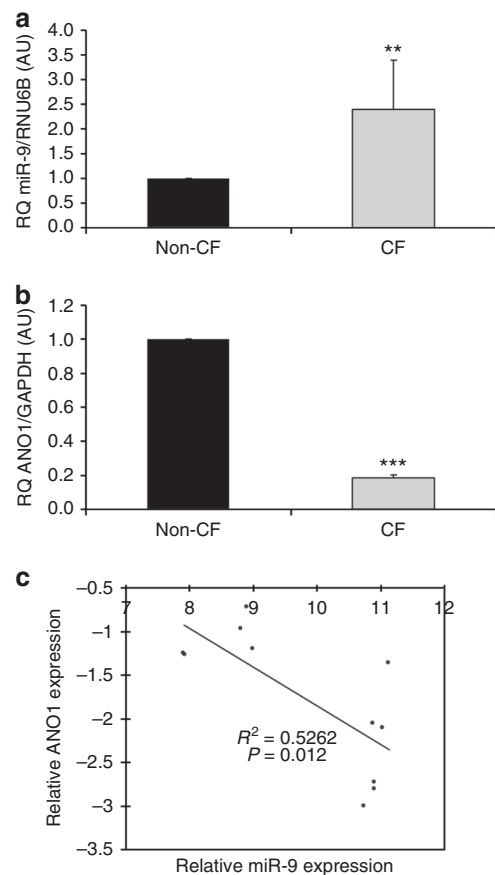 a
RQ miR-9/RNU6B (AU)
4.0
3.5
3.0
2.5
2.0
1.5
1.0
0.5
0.0
**
Non-CF
CF
b
RQ ANO1/GAPDH (AU)
1.2
1.0
0.8
0.6
0.4
0.2
0.0
***
Non-CF
CF
c
Relative ANO1 expression
–0.5
7 8 9 10 11 12
–1
–1.5
–2
–2.5
–3
–3.5
R² = 0.5262
P = 0.012
Relative miR-9 expression